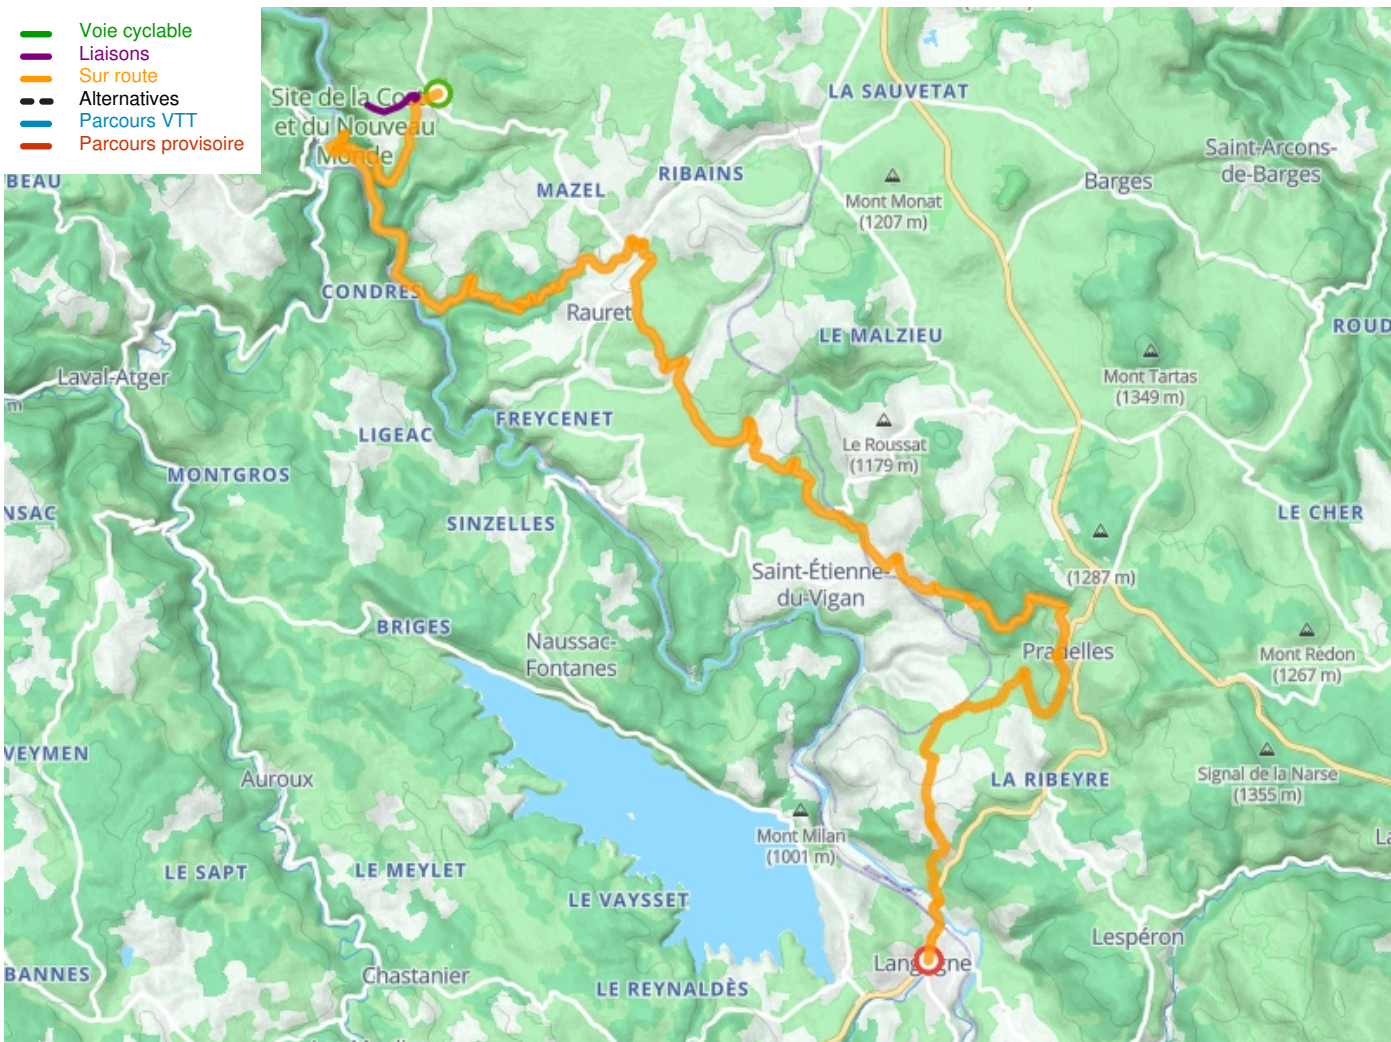 Voie cyclable
Liaisons
Sur route
Alternatives
Parcours VTT
Parcours provisoire
Site de la
et du Nouveau
Monde
LA SAUVETAT
Saint-Arcons-
de-Barges
BEAU
MAZEL
RIBAINS
Barges
Mont Monat
(1207 m)
CONDRES
Rauret
LE MALZIEU
ROUD
Laval-Atger
m
Mont Tartas
(1349 m)
FREYCENET
LIGEAC
Le Roussat
(1179 m)
MONTGROS
NSAC
SINZELLES
LE CHER
Saint-Étienne-
du-Vigan
(1287 m)
BRIGES
Naussac-
Fontanes
Pradelles
Mont Redon
(1267 m)
VEYMEN
Auroux
LA RIBEYRE
Signal de la Narse
(1355 m)
Mont Milan
(1001 m)
La
LE SAPT
LE MEYLET
LE VAYSSET
Lespéron
BANNES
Chastanier
LE REYNALDÈS